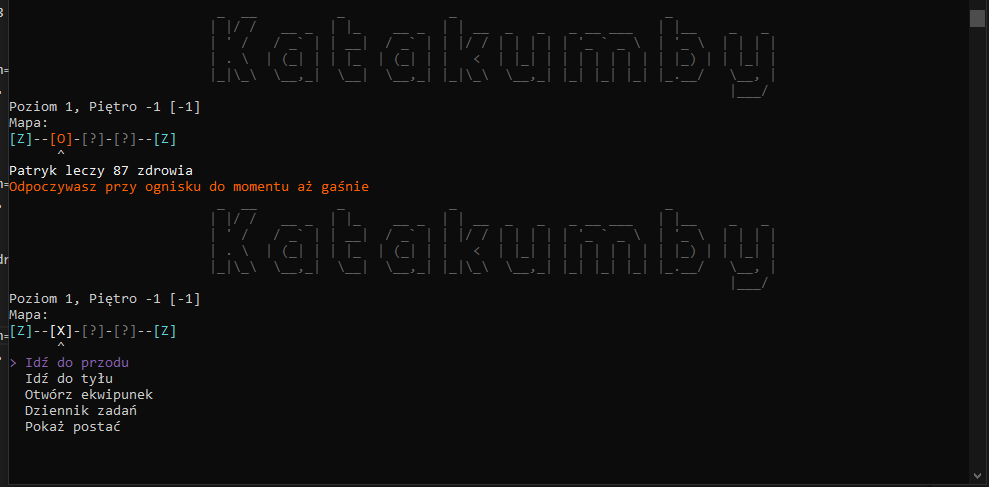 Katakumby
Poziom 1, Piętro -1 [-1]
Mapa:
[Z]--[O]-[?]-[?]--[Z]
^
Patryk leczy 87 zdrowia
Odpoczywasz przy ognisku do momentu aż gaśnie
Katakumby
Poziom 1, Piętro -1 [-1]
Mapa:
[Z]--[X]-[?]-[?]--[Z]
^
> Idź do przodu
Idź do tyłu
Otwórz ekwipunek
Dziennik zadań
Pokaż postać